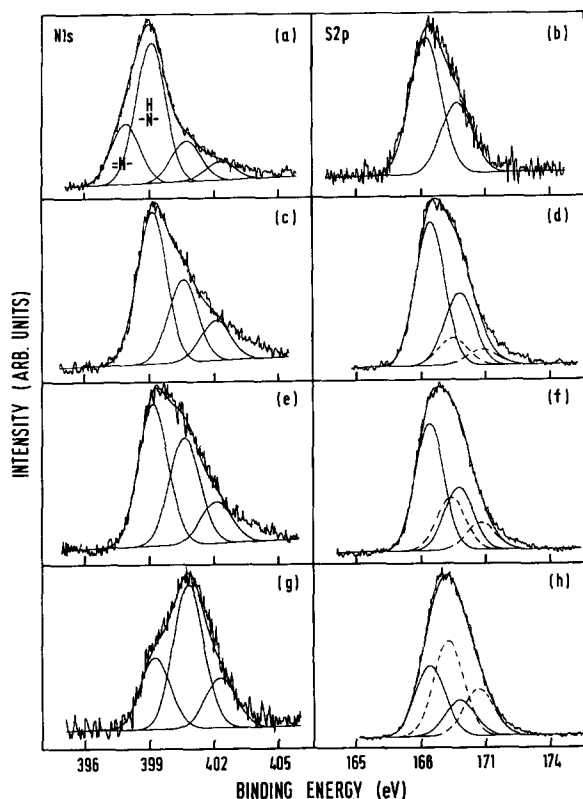 N1s
(a)
H
-N-
=N-
S2p
(b)
(c)
(d)
(e)
(f)
(g)
(h)
INTENSITY (ARB. UNITS)
396 399 402 405
165 168 171 174
BINDING ENERGY (eV)